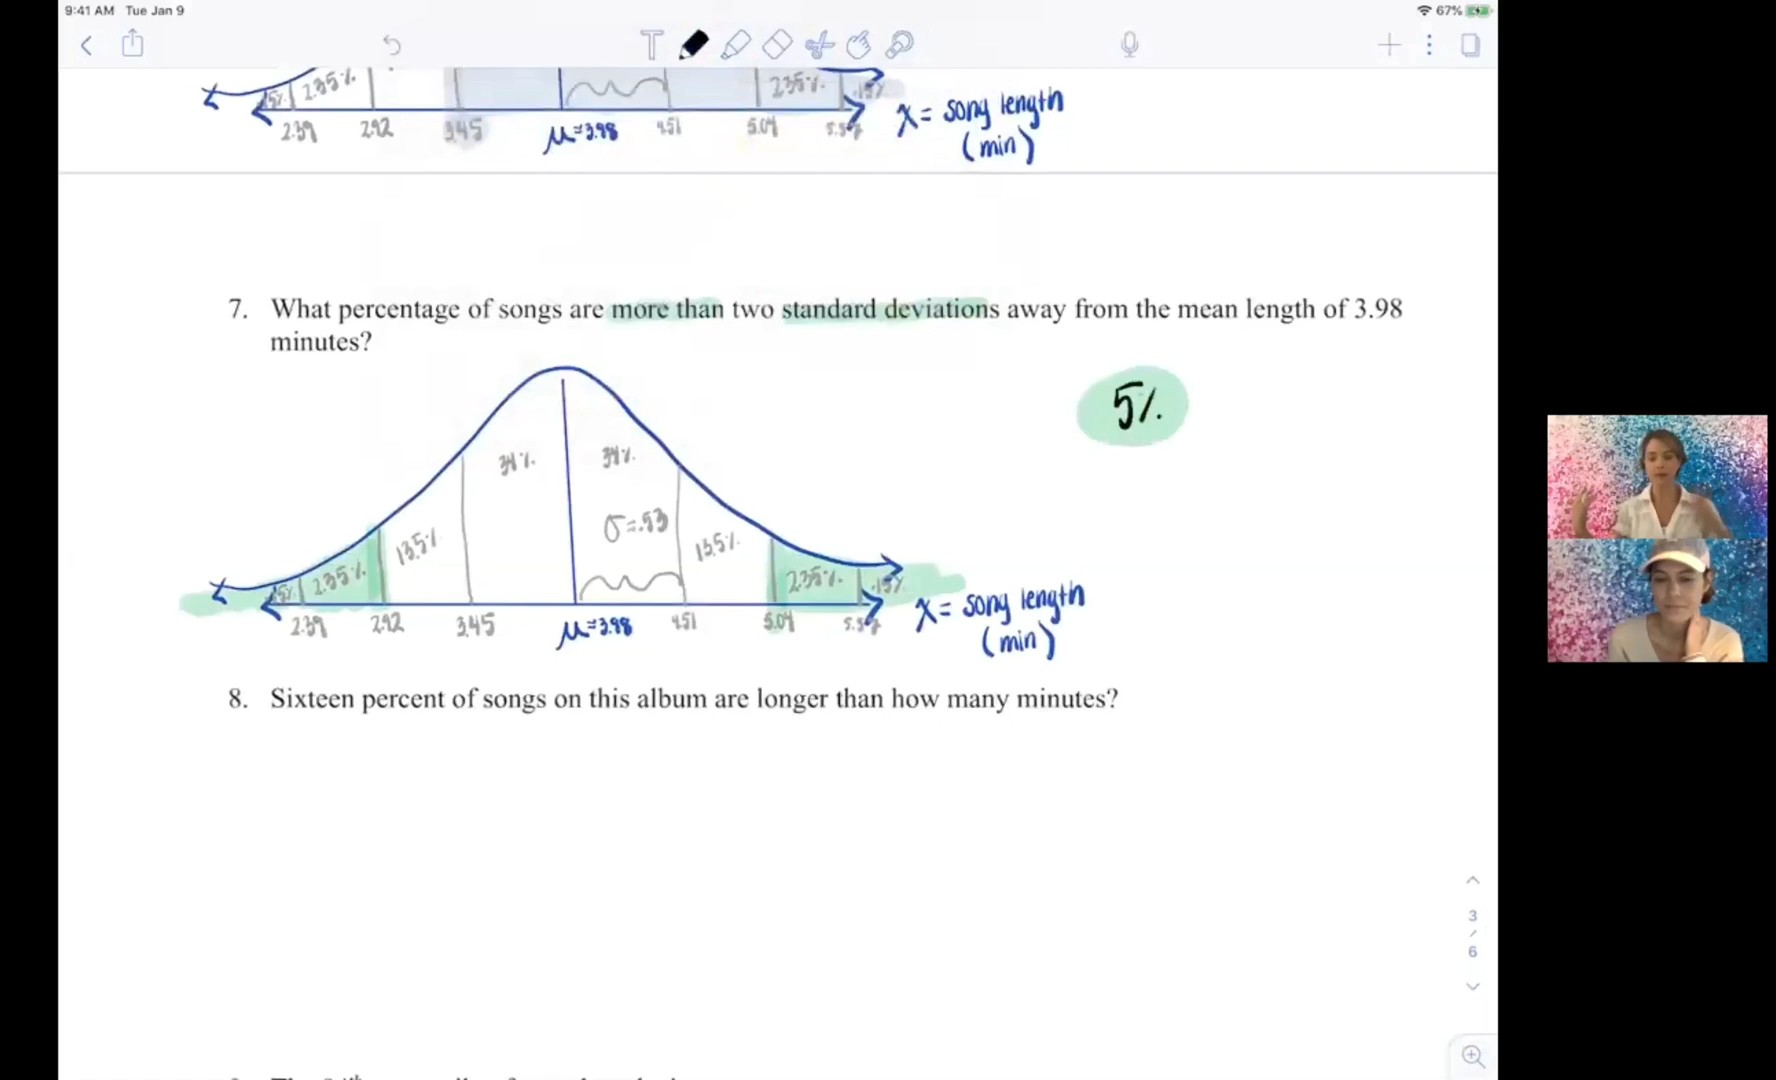 9:41 AM Tue Jan 9
67%
T
2.35%
2.35%
.15%
2.39 2.92 3.45 μ=3.98 4.51 5.04
x = song length
(min)
7. What percentage of songs are more than two standard deviations away from the mean length of 3.98
minutes?
5%
34% 34%
σ=.53
13.5% 13.5%
2.35% 2.35% .15%
2.39 2.92 3.45 μ=3.98 4.51 5.04 5.57
x = song length
(min)
8. Sixteen percent of songs on this album are longer than how many minutes?
3
/
6